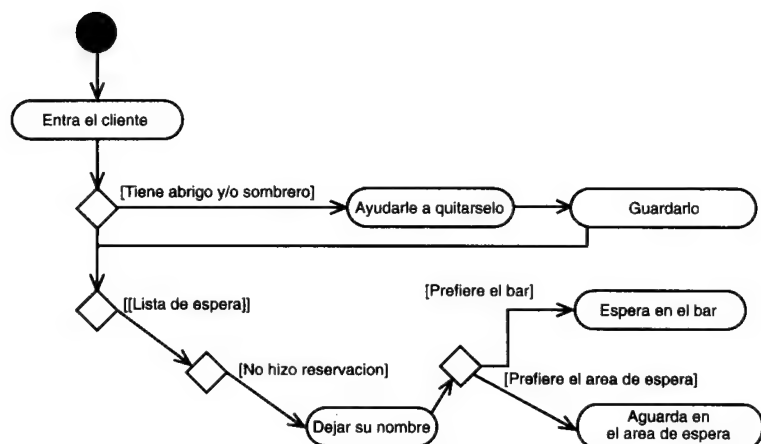 Entra el cliente
[Tiene abrigo y/o sombrero]
Ayudarle a quitarselo
Guardarlo
[[Lista de espera]]
[Prefiere el bar]
Espera en el bar
[No hizo reservacion]
[Prefiere el area de espera]
Dejar su nombre
Aguarda en
el area de espera